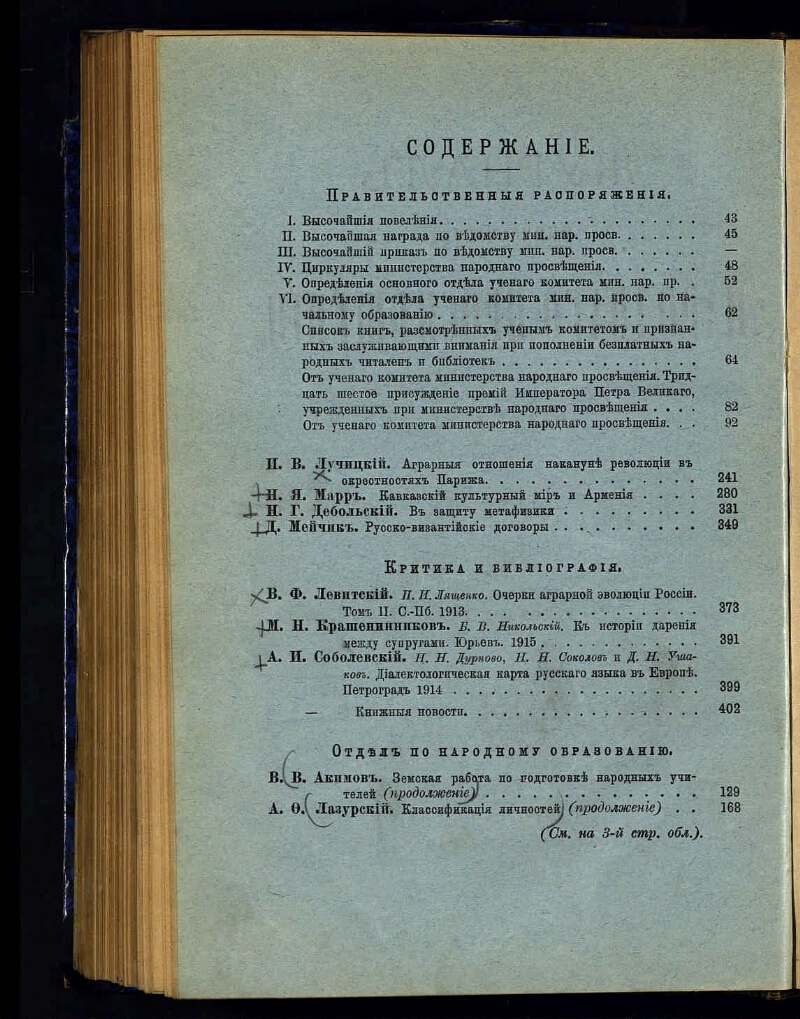 СОДЕРЖАНІЕ.
Правительственныя распоряженія.
I. Высочайшія повелѣнія. 43
II. Высочайшая награда по вѣдомству мин. нар. просв. 45
III. Высочайшій приказъ по вѣдомству мин. нар. просв. —
IV. Циркуляры министерства народнаго просвѣщенія. 48
V. Опредѣленія основного отдѣла ученаго комитета мин. нар. пр. . 52
VI. Опредѣленія отдѣла ученаго комитета мин. нар. просв. по на-
чальному образованію 62
Списокъ книгъ, разсмотрѣнныхъ ученымъ комитетомъ и признан-
ныхъ заслуживающими вниманія при пополненіи безплатныхъ на-
родныхъ читаленъ и библіотекъ 64
Отъ ученаго комитета министерства народнаго просвѣщенія. Трид-
цать шестое присужденіе премій Императора Петра Великаго,
учрежденныхъ при министерствѣ народнаго просвѣщенія . . . . 82
Отъ ученаго комитета министерства народнаго просвѣщенія. . . 92
И. В. Лучицкій. Аграрныя отношенія наканунѣ революціи въ
окрестностяхъ Парижа. 241
Н. Я. Марръ. Кавказскій культурный міръ и Арменія . . . . 280
Н. Г. Дебольскій. Въ защиту метафизики 331
Д. Мейчикъ. Русско-византійскіе договоры 349
Критика и библіографія.
В. Ф. Левитскій. П. И. Лященко. Очерки аграрной эволюціи Россіи.
Томъ II. С.-Пб. 1913. 373
М. Н. Крашенинниковъ. Б. В. Никольскій. Къ исторіи даренія
между супругами. Юрьевъ. 1915 391
А. И. Соболевскій. Н. Н. Дурново, Н. Н. Соколовъ и Д. Н. Уша-
ковъ. Діалектологическая карта русскаго языка въ Европѣ.
Петроградъ 1914 399
— Книжныя новости. 402
Отдѣлъ по народному образованію.
В. В. Акимовъ. Земская работа по подготовкѣ народныхъ учи-
телей (продолженіе) 129
А. Ѳ. Лазурскій. Классификація личностей (продолженіе) . . 168
(См. на 3-й стр. обл.).